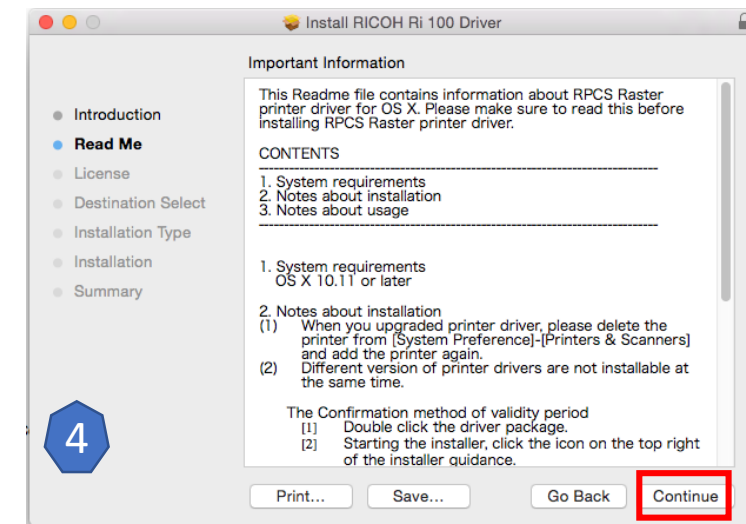 Install RICOH Ri 100 Driver
Important Information
Introduction
Read Me
License
Destination Select
Installation Type
Installation
Summary
This Readme file contains information about RPCS Raster
printer driver for OS X. Please make sure to read this before
installing RPCS Raster printer driver.
CONTENTS
--------------------------------------------------------------------------------
1. System requirements
2. Notes about installation
3. Notes about usage
--------------------------------------------------------------------------------
1. System requirements
OS X 10.11 or later
2. Notes about installation
(1) When you upgraded printer driver, please delete the
printer from [System Preference]-[Printers & Scanners]
and add the printer again.
(2) Different version of printer drivers are not installable at
the same time.
The Confirmation method of validity period
[1] Double click the driver package.
[2] Starting the installer, click the icon on the top right
of the installer guidance.
4
Print...
Save...
Go Back
Continue